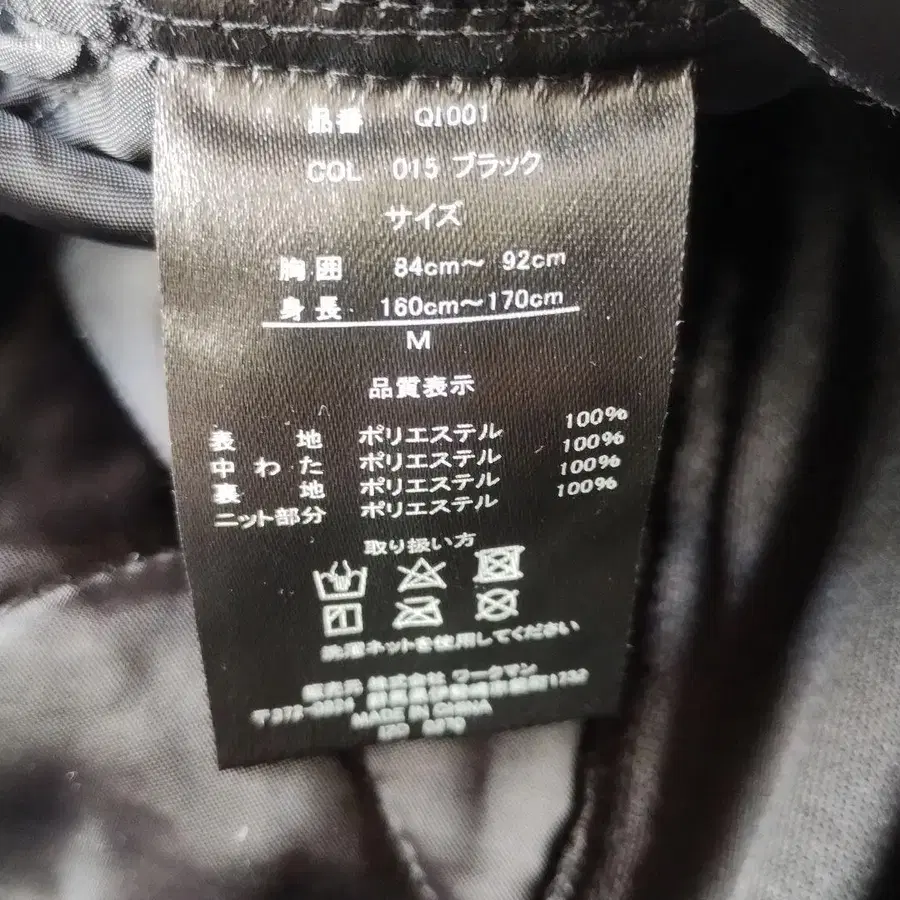 品番 QI001
COL 015 ブラック
サイズ
胸囲 84cm～ 92cm
身長 160cm～170cm
M
品質表示
表地 ポリエステル 100%
中わた ポリエステル 100%
裏地 ポリエステル 100%
ニット部分 ポリエステル 100%
取り扱い方
洗濯ネットを使用してください
販売元 株式会社 ワークマン
1732
MADE IN CHINA